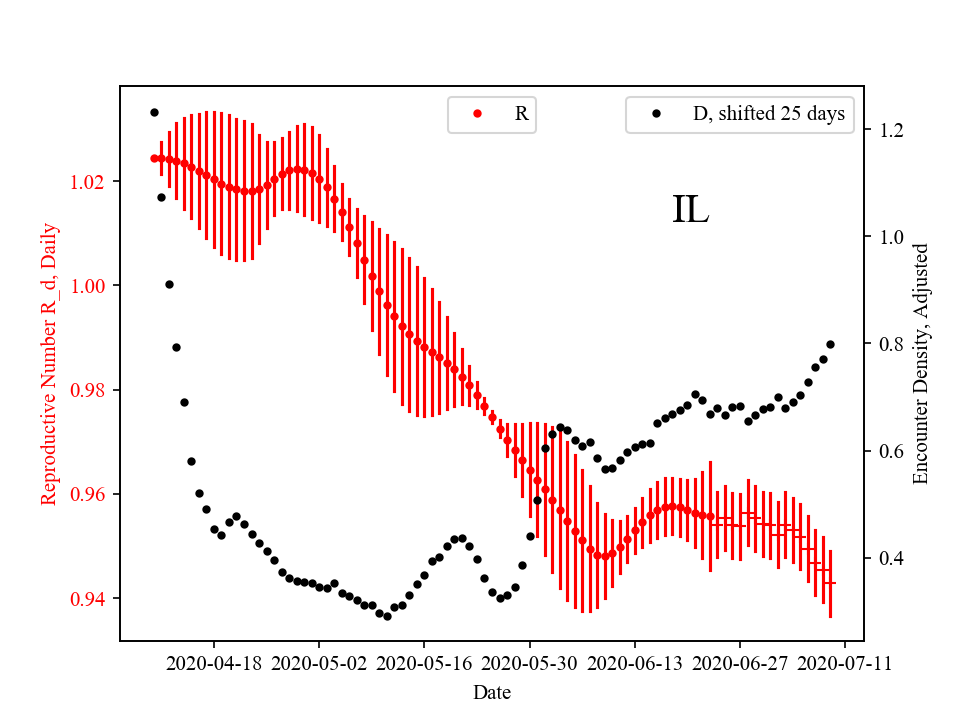 R
D, shifted 25 days
IL
Reproductive Number R_d, Daily
1.02
1.00
0.98
0.96
0.94
1.2
1.0
0.8
0.6
0.4
Encounter Density, Adjusted
2020-04-18 2020-05-02 2020-05-16 2020-05-30 2020-06-13 2020-06-27 2020-07-11
Date